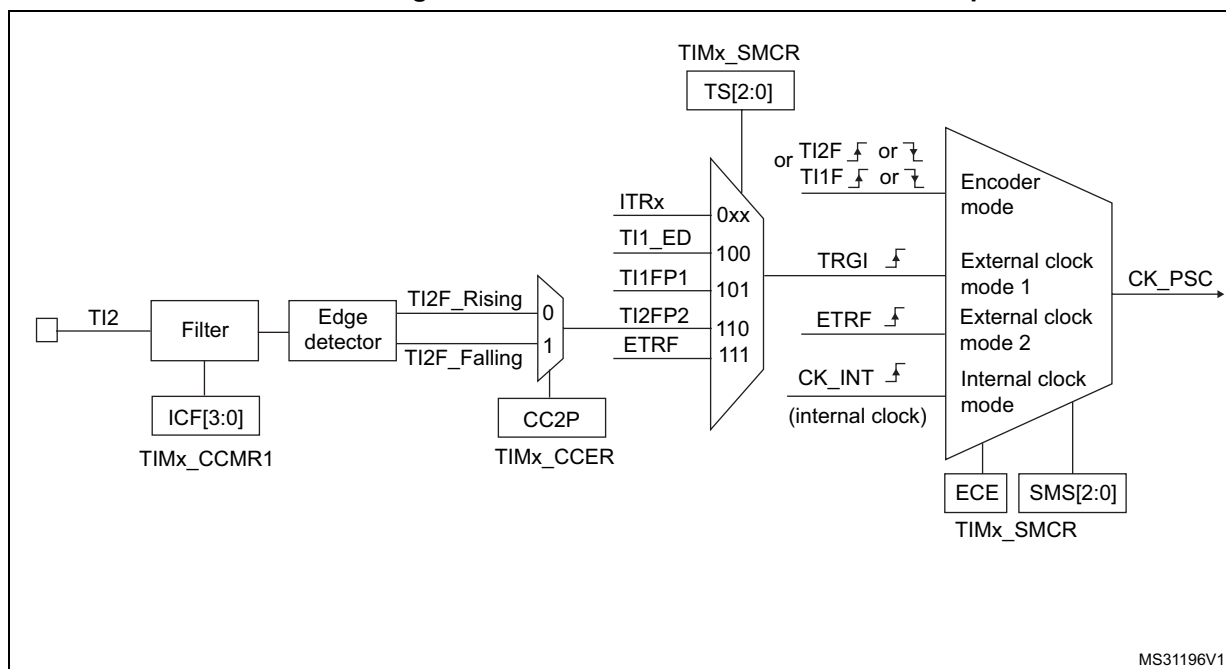 TIMx_SMCR
TS[2:0]
or TI2F or
TI1F or
Encoder
mode
ITRx
0xx
TI1_ED
100
TI1FP1
101
TI2FP2
110
ETRF
111
TRGI
External clock
mode 1
CK_PSC
ETRF
External clock
mode 2
CK_INT
(internal clock)
Internal clock
mode
TI2
Filter
Edge
detector
TI2F_Rising
TI2F_Falling
0
1
ICF[3:0]
TIMx_CCMR1
CC2P
TIMx_CCER
ECE
SMS[2:0]
TIMx_SMCR
MS31196V1